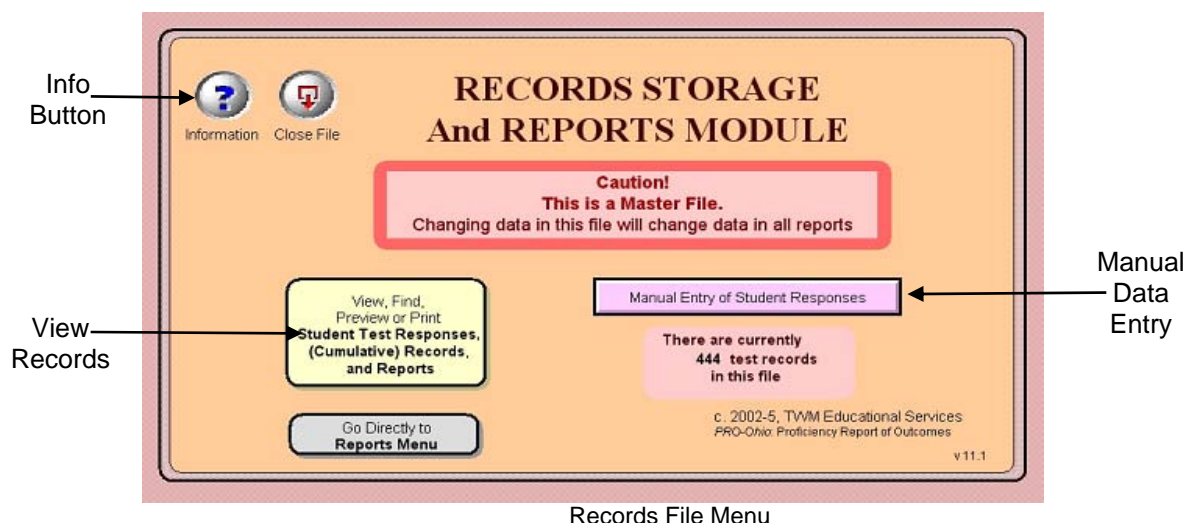 Info
Button
Information
Close File
RECORDS STORAGE
And REPORTS MODULE
Caution!
This is a Master File.
Changing data in this file will change data in all reports
View
Records
View, Find,
Preview or Print
Student Test Responses,
(Cumulative) Records,
and Reports
Manual Entry of Student Responses
Manual
Data
Entry
There are currently
444 test records
in this file
Go Directly to
Reports Menu
c. 2002-5, TWM Educational Services
PRO-Ohio: Proficiency Report of Outcomes
v 11.1
Records File Menu